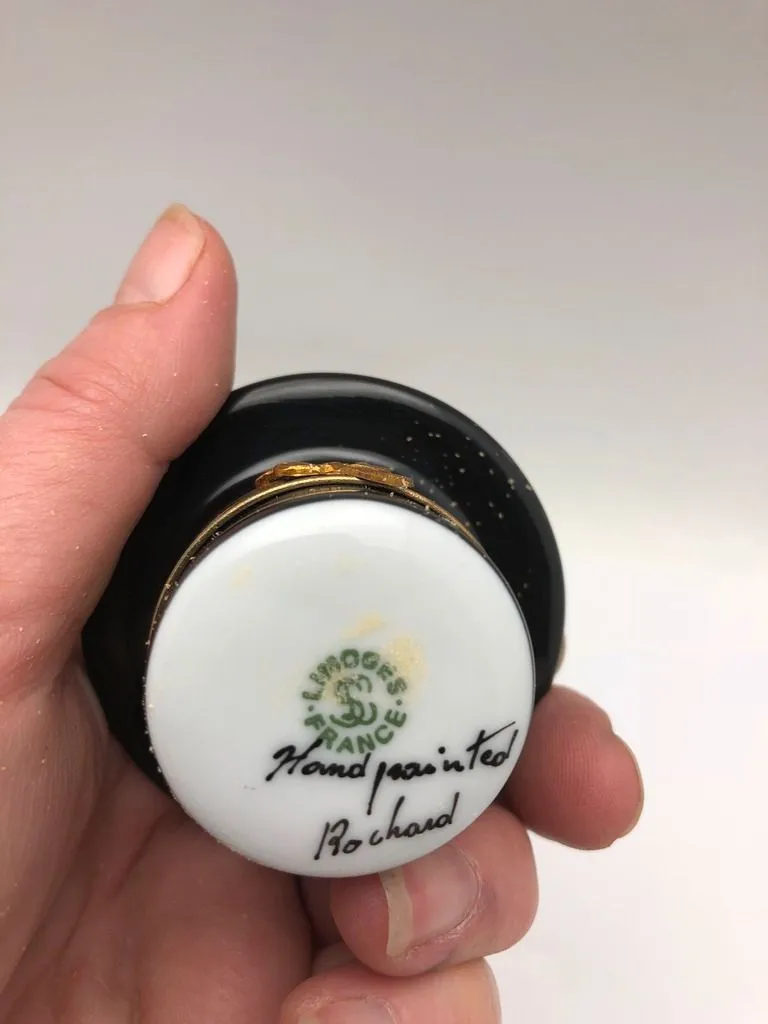 LIMOGES
FRANCE
Hand painted
Rochard